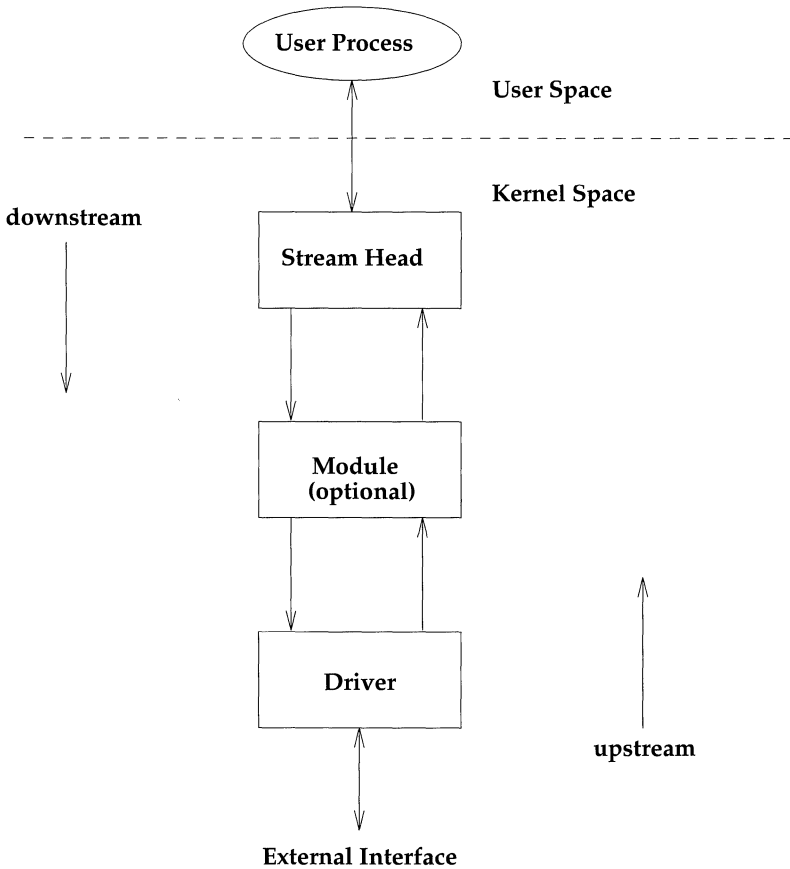 User Process
User Space
Kernel Space
downstream
Stream Head
Module
(optional)
Driver
upstream
External Interface